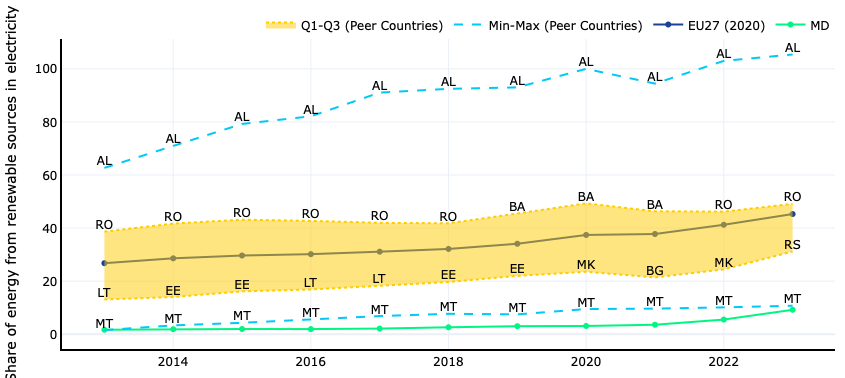 Q1-Q3 (Peer Countries) Min-Max (Peer Countries) EU27 (2020) MD
Share of energy from renewable sources in electricity
100
80
60
40
20
0
AL AL AL AL AL AL AL AL AL AL AL
RO RO RO RO RO RO BA BA BA RO RO
LT EE EE LT LT EE EE MK BG MK RS
MT MT MT MT MT MT MT MT MT MT MT
2014 2016 2018 2020 2022